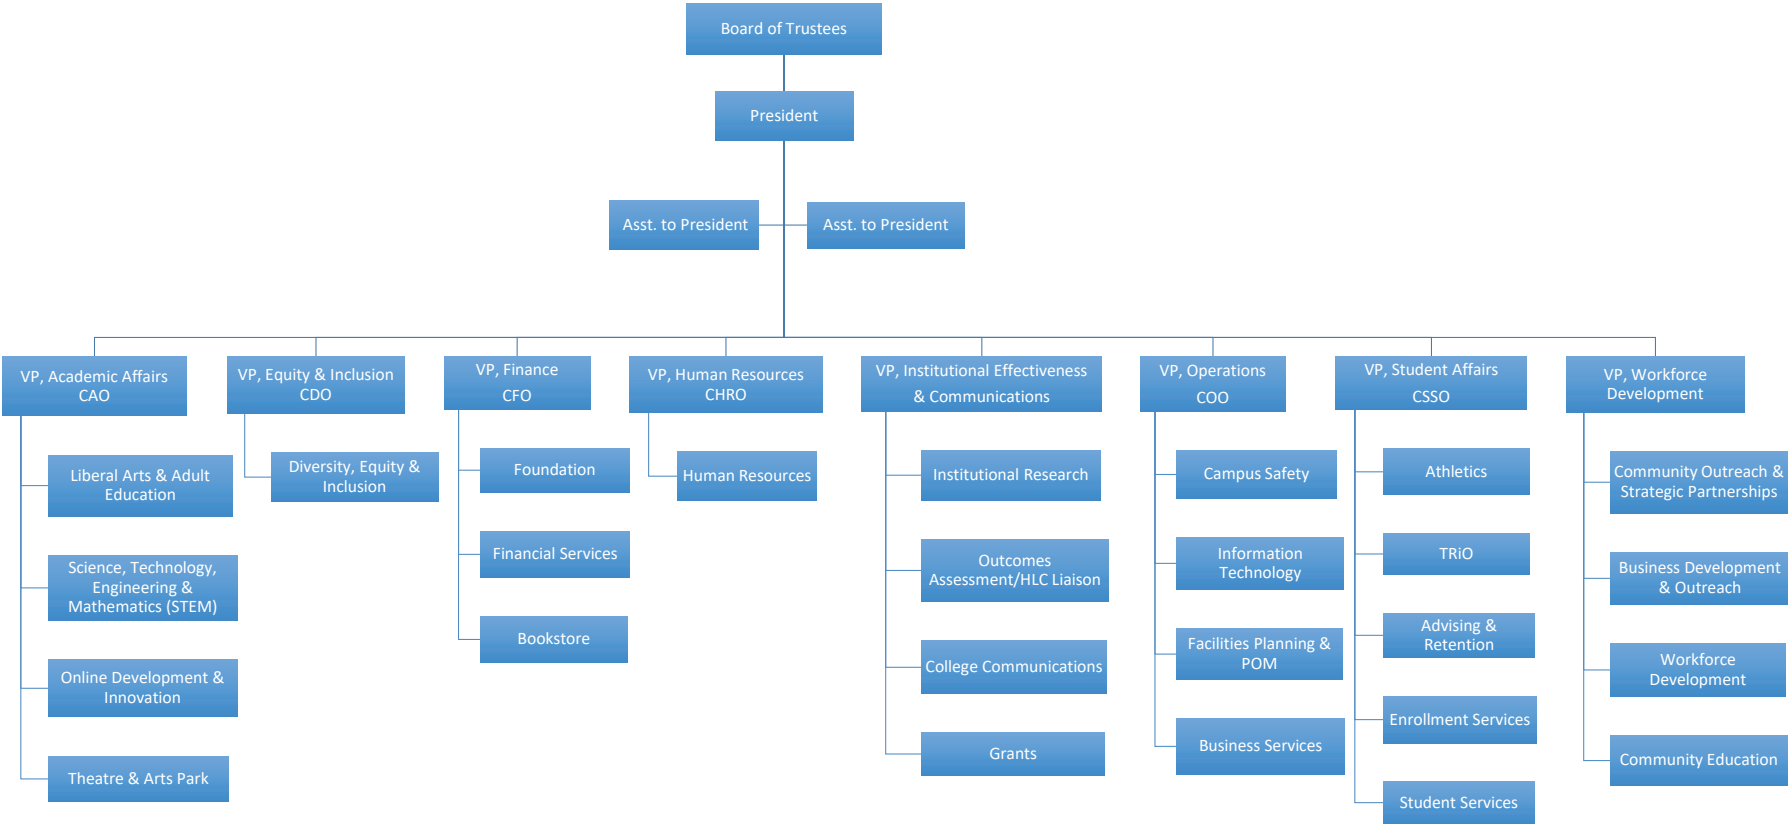 Board of Trustees
President
Asst. to President
Asst. to President
VP, Academic Affairs
CAO
Liberal Arts & Adult
Education
Science, Technology,
Engineering &
Mathematics (STEM)
Online Development &
Innovation
Theatre & Arts Park
VP, Equity & Inclusion
CDO
Diversity, Equity &
Inclusion
VP, Finance
CFO
Foundation
Financial Services
Bookstore
VP, Human Resources
CHRO
Human Resources
VP, Institutional Effectiveness
& Communications
Institutional Research
Outcomes
Assessment/HLC Liaison
College Communications
Grants
VP, Operations
COO
Campus Safety
Information
Technology
Facilities Planning &
POM
Business Services
VP, Student Affairs
CSSO
Athletics
TRiO
Advising &
Retention
Enrollment Services
Student Services
VP, Workforce
Development
Community Outreach &
Strategic Partnerships
Business Development
& Outreach
Workforce
Development
Community Education